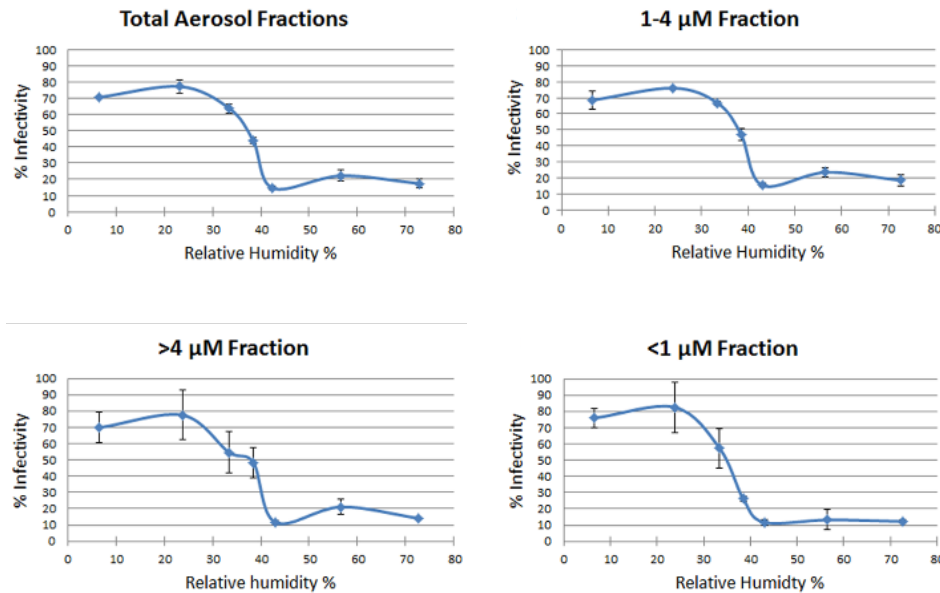 Total Aerosol Fractions
% Infectivity
100
90
80
70
60
50
40
30
20
10
0
0 10 20 30 40 50 60 70 80
Relative Humidity %
1-4 µM Fraction
% Infectivity
100
90
80
70
60
50
40
30
20
10
0
0 10 20 30 40 50 60 70 80
Relative Humidity %
>4 µM Fraction
% Infectivity
100
90
80
70
60
50
40
30
20
10
0
0 10 20 30 40 50 60 70 80
Relative humidity %
<1 µM Fraction
% Infectivity
100
90
80
70
60
50
40
30
20
10
0
0 10 20 30 40 50 60 70 80
Relative Humidity %